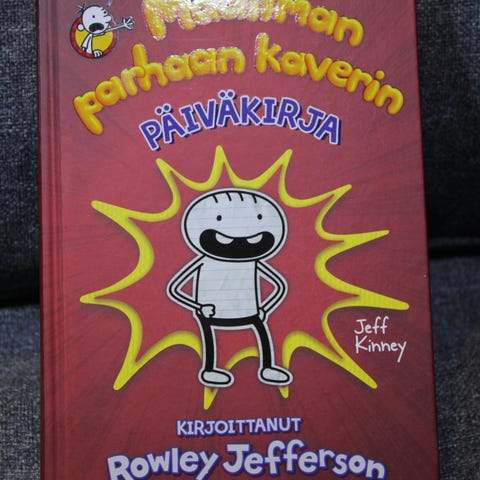 Maailman
parhaan kaverin
PÄIVÄKIRJA
Jeff
Kinney
KIRJOITTANUT
Rowley Jefferson